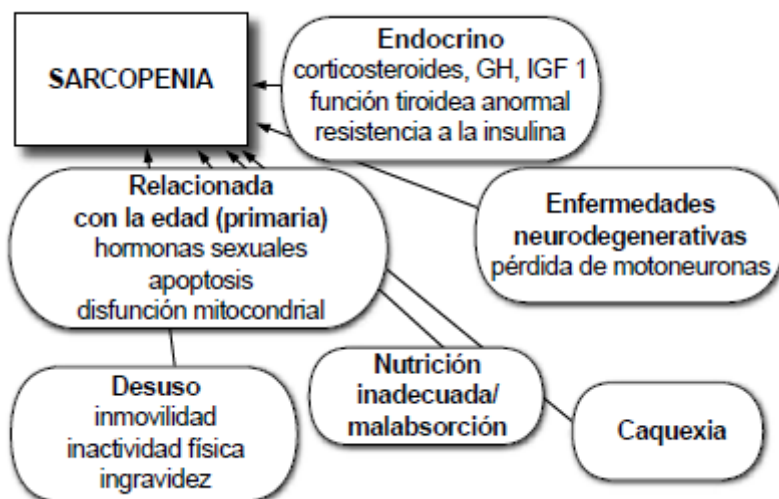 SARCOPENIA
Endocrino
corticosteroides, GH, IGF 1
función tiroidea anormal
resistencia a la insulina
Relacionada
con la edad (primaria)
hormonas sexuales
apoptosis
disfunción mitocondrial
Enfermedades
neurodegenerativas
pérdida de motoneuronas
Desuso
inmovilidad
inactividad física
ingravidez
Nutrición
inadecuada/
malabsorción
Caquexia